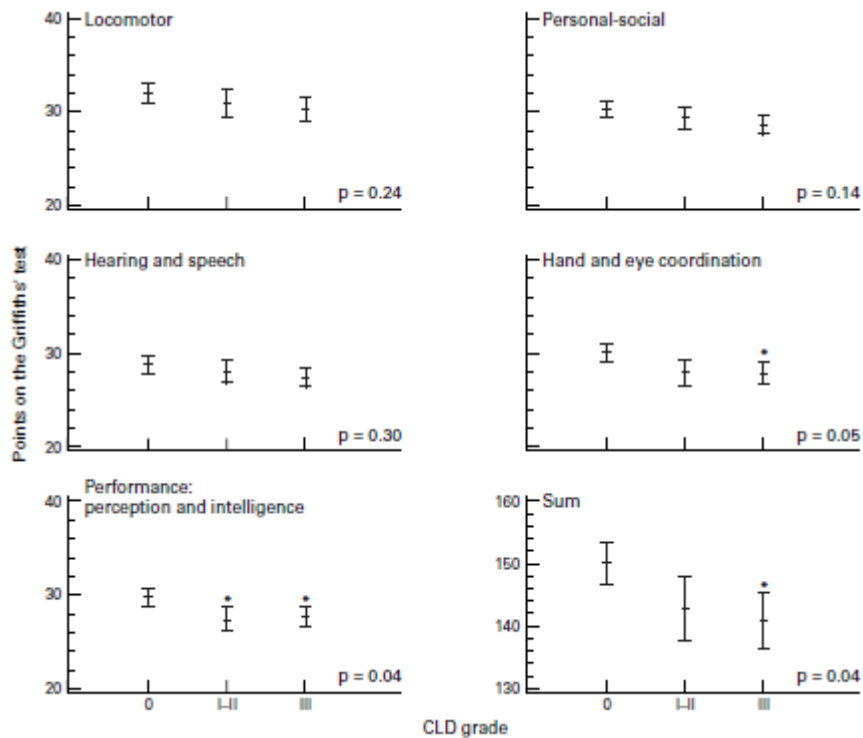 40
Locomotor
30
20
p = 0.24
Personal-social
p = 0.14
40
Hearing and speech
30
20
p = 0.30
Hand and eye coordination
*
p = 0.05
Points on the Griffiths' test
40
Performance:
perception and intelligence
30
* *
20
p = 0.04
0 I–II III
160
Sum
150
*
140
130
p = 0.04
0 I–II III
CLD grade